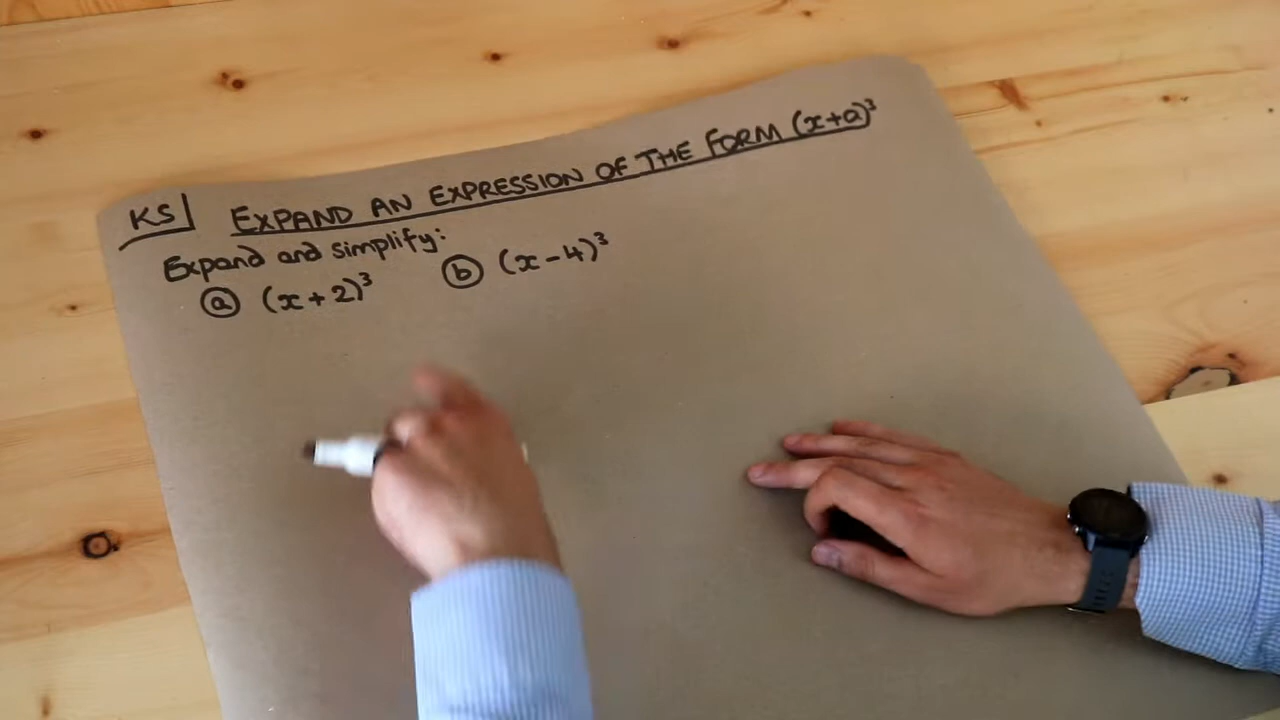 KS EXPAND AN EXPRESSION OF THE FORM (x+a)³
Expand and simplify:
ⓐ (x+2)³ ⓑ (x-4)³